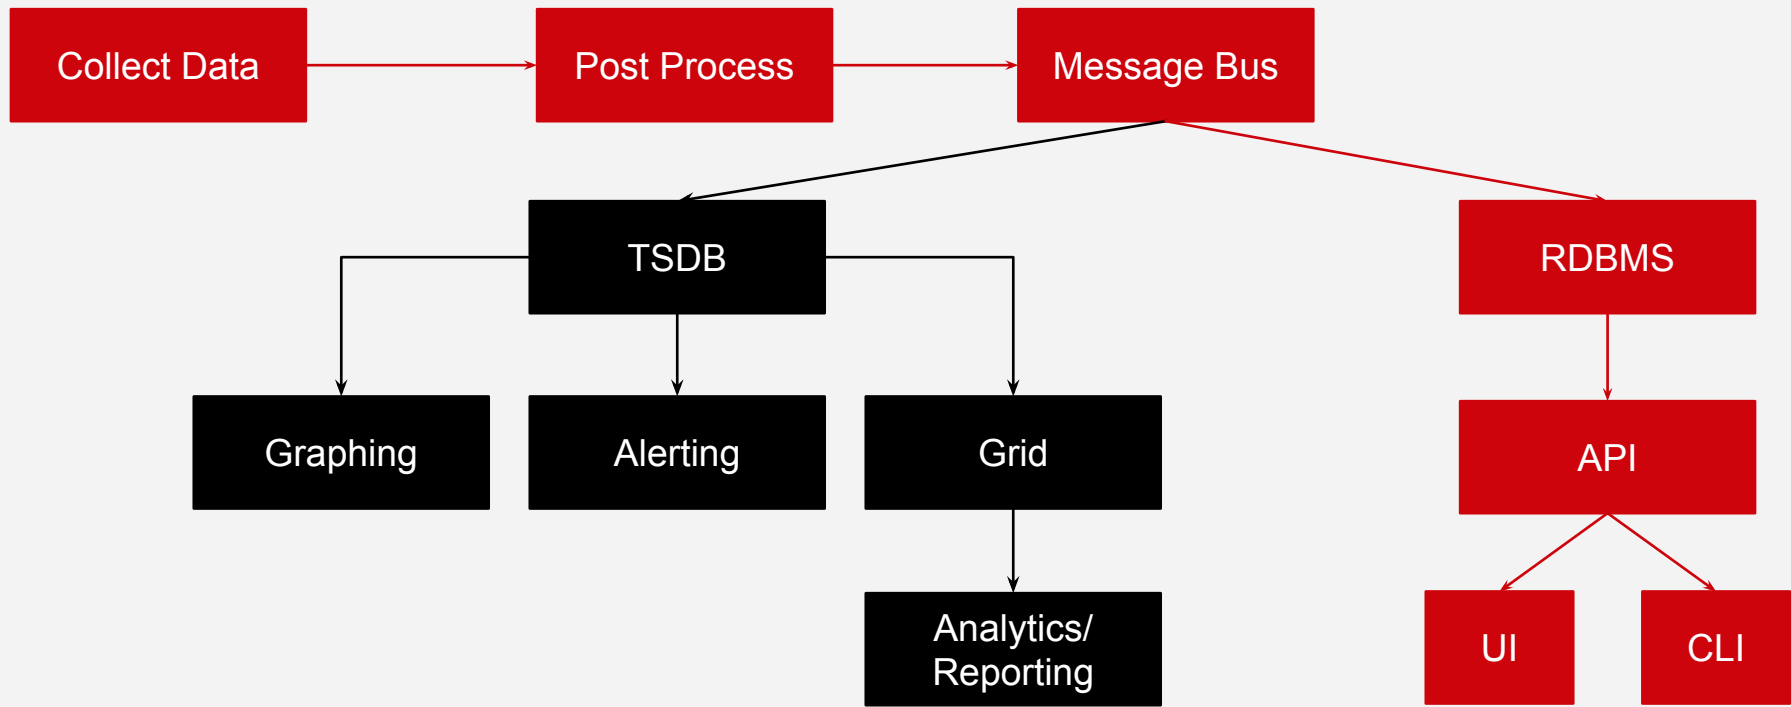 Collect Data
Post Process
Message Bus
TSDB
RDBMS
Graphing
Alerting
Grid
API
Analytics/
Reporting
UI
CLI